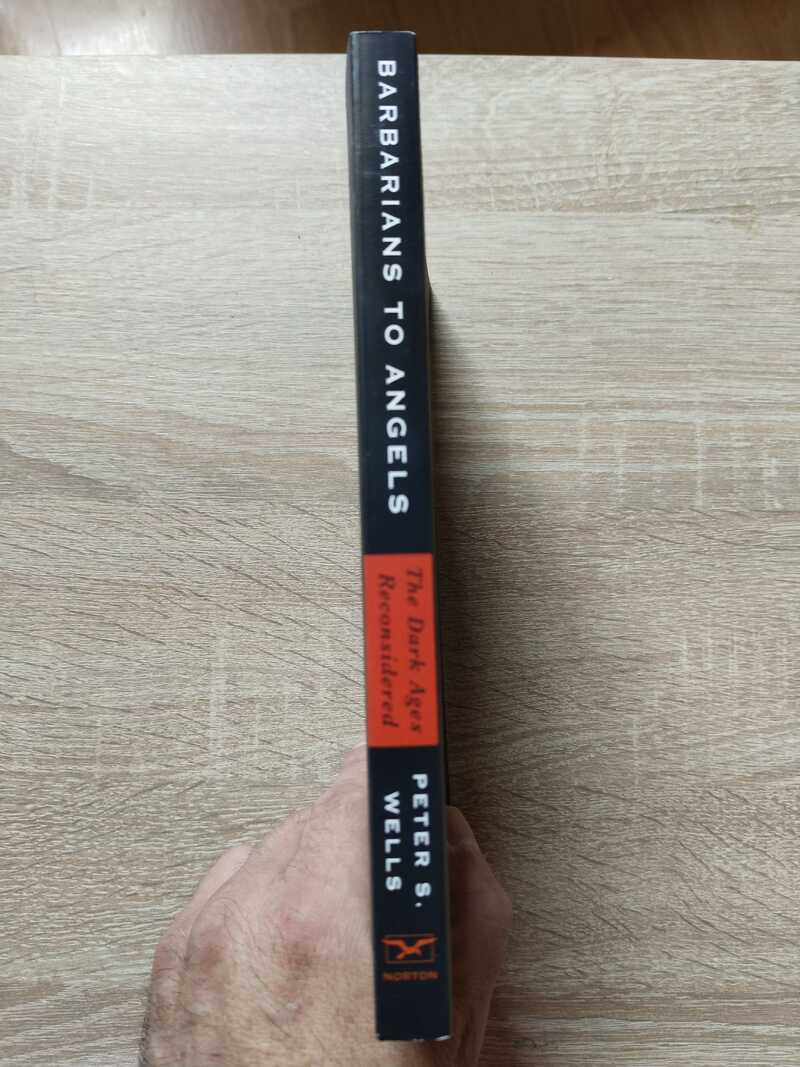 BARBARIANS TO ANGELS
The Dark Ages
Reconsidered
PETER S.
WELLS
NORTON